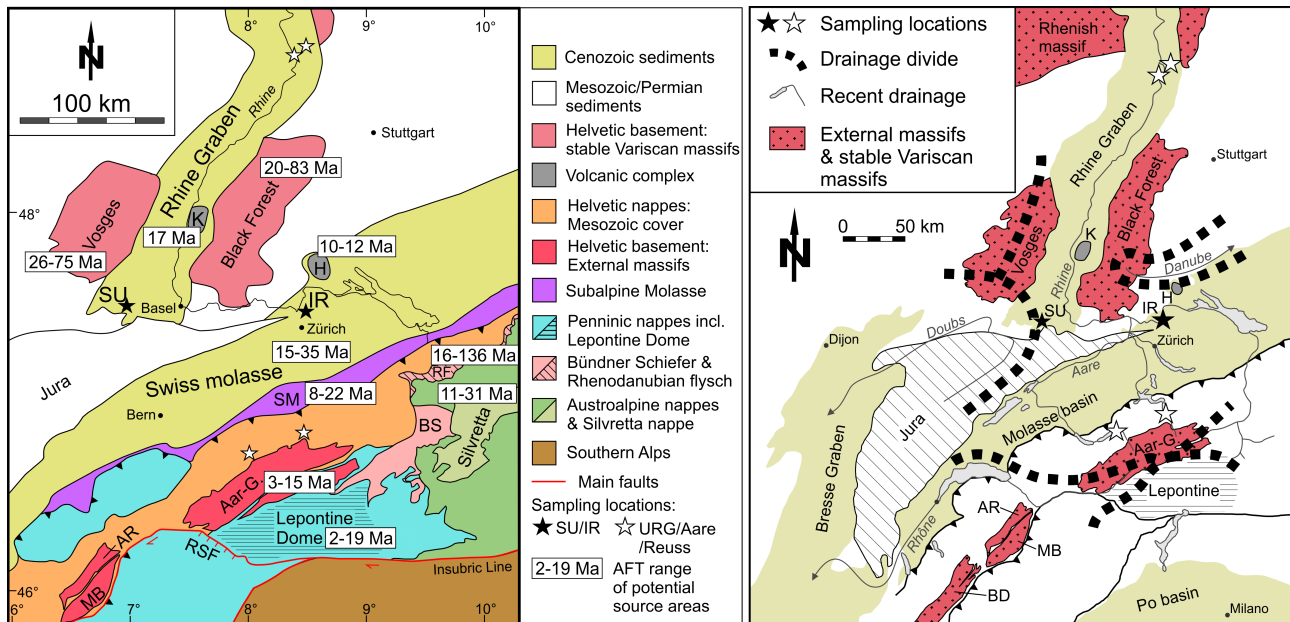 8°
9°
10°
N
100 km
Rhine
Stuttgart
Rhine Graben
20-83 Ma
48°
Vosges
K
17 Ma
Black Forest
10-12 Ma
26-75 Ma
H
SU
Basel
IR
Zürich
15-35 Ma
16-136 Ma
RF
Jura
Swiss molasse
SM
8-22 Ma
11-31 Ma
Bern
BS
Silvretta
Aar-G.
3-15 Ma
Lepontine
Dome
2-19 Ma
AR
RSF
Insubric Line
MB
46°
6°
7°
8°
9°
10°
Cenozoic sediments
Mesozoic/Permian
sediments
Helvetic basement:
stable Variscan massifs
Volcanic complex
Helvetic nappes:
Mesozoic cover
Helvetic basement:
External massifs
Subalpine Molasse
Penninic nappes incl.
Lepontine Dome
Bündner Schiefer &
Rhenodanubian flysch
Austroalpine nappes
& Silvretta nappe
Southern Alps
Main faults
Sampling locations:
SU/IR
URG/Aare
/Reuss
2-19 Ma
AFT range
of potential
source areas
Sampling locations
Drainage divide
Recent drainage
External massifs
& stable Variscan
massifs
Rhenish
massif
Rhine Graben
Stuttgart
N
0
50 km
Vosges
K
Black Forest
Rhine
Danube
H
SU
IR
Doubs
Dijon
Zürich
Aare
Jura
Molasse basin
Aar-G.
Bresse Graben
Lepontine
Rhône
AR
MB
BD
Po basin
Milano